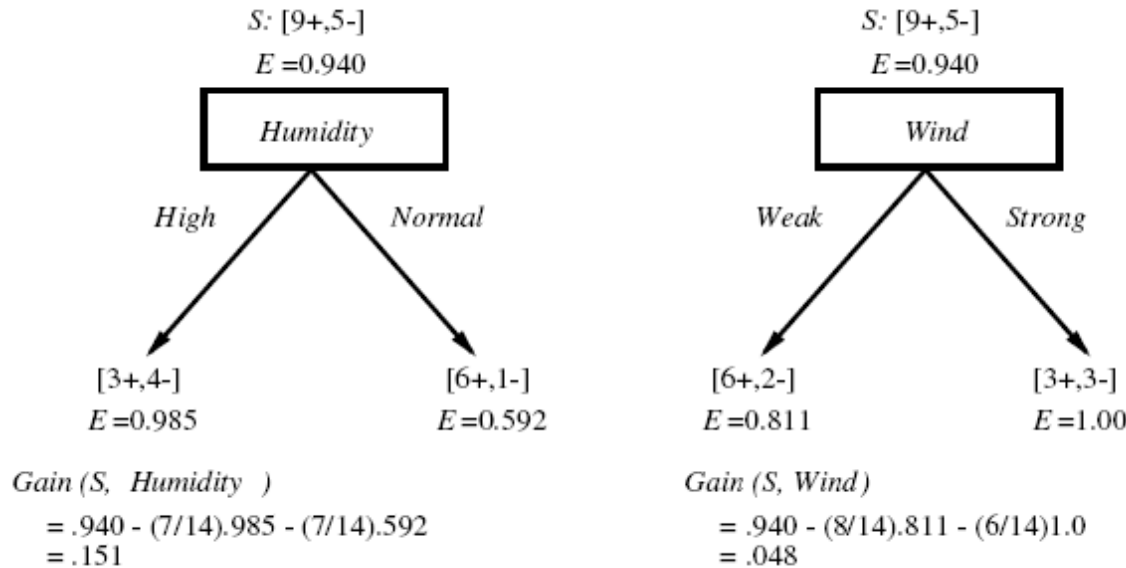 S: [9+,5-]
E =0.940
Humidity
High
Normal
[3+,4-]
E =0.985
[6+,1-]
E =0.592
Gain (S, Humidity )
= .940 - (7/14).985 - (7/14).592
= .151
S: [9+,5-]
E =0.940
Wind
Weak
Strong
[6+,2-]
E =0.811
[3+,3-]
E =1.00
Gain (S, Wind)
= .940 - (8/14).811 - (6/14)1.0
= .048